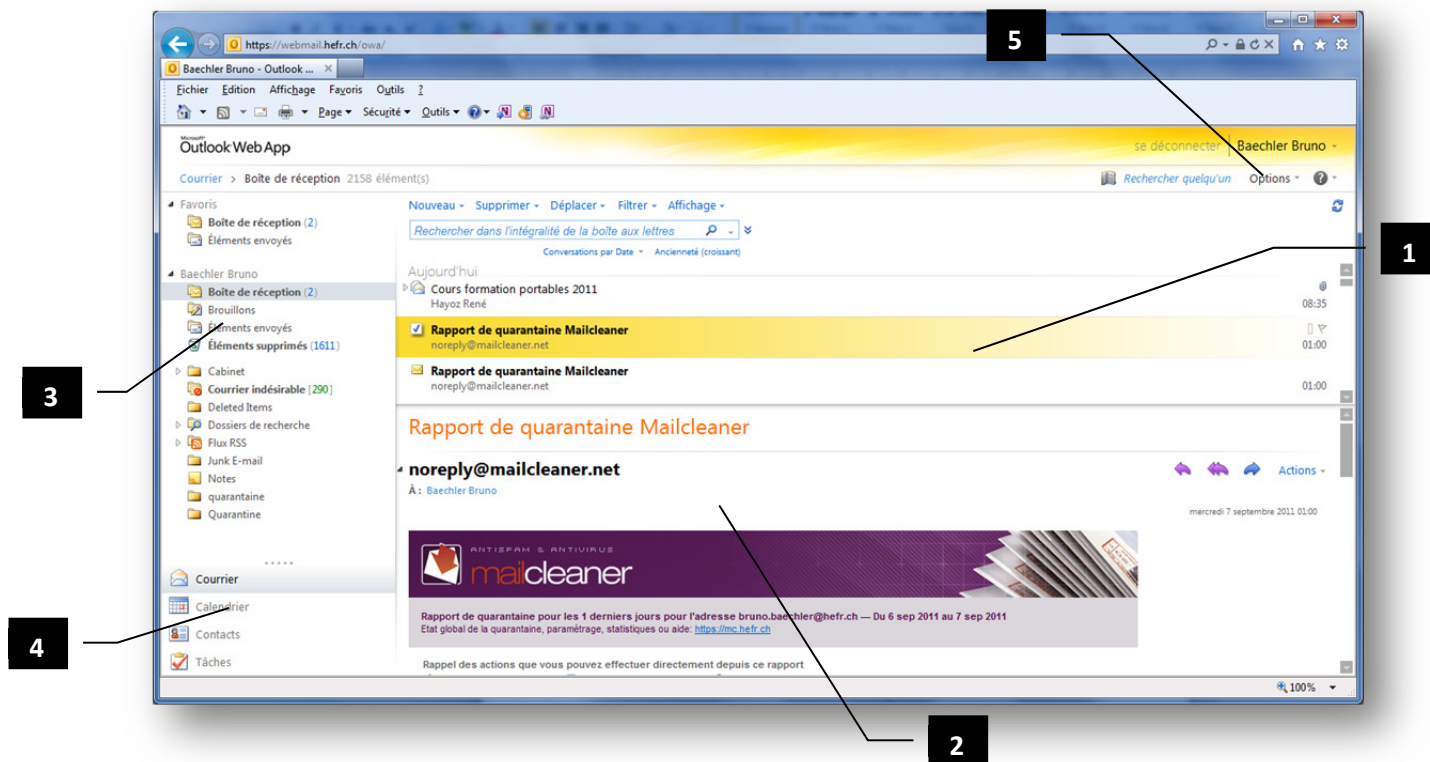 5
https://webmail.hefr.ch/owa/
Baechler Bruno - Outlook ...
Fichier Edition Affichage Favoris Outils ?
Page Sécurité Outils
Microsoft
Outlook Web App
se déconnecter Baechler Bruno
Courrier > Boîte de réception 2158 élément(s)
Rechercher quelqu'un Options
Favoris
Boîte de réception (2)
Éléments envoyés
Baechler Bruno
Boîte de réception (2)
Brouillons
Éléments envoyés
Éléments supprimés (1611)
Cabinet
Courrier indésirable [290]
Deleted Items
Dossiers de recherche
Flux RSS
Junk E-mail
Notes
quarantaine
Quarantine
Courrier
Calendrier
Contacts
Tâches
3
4
Nouveau Supprimer Déplacer Filtrer Affichage
Rechercher dans l'intégralité de la boîte aux lettres
Conversations par Date Ancienneté (croissant)
Aujourd'hui
Cours formation portables 2011
Hayoz René 08:35
Rapport de quarantaine Mailcleaner
noreply@mailcleaner.net 01:00
Rapport de quarantaine Mailcleaner
noreply@mailcleaner.net 01:00
1
Rapport de quarantaine Mailcleaner
noreply@mailcleaner.net
Actions
À : Baechler Bruno
mercredi 7 septembre 2011 01:00
ANTISPAM & ANTIVIRUS
mailcleaner
Rapport de quarantaine pour les 1 derniers jours pour l'adresse bruno.baechler@hefr.ch — Du 6 sep 2011 au 7 sep 2011
Etat global de la quarantaine, paramétrage, statistiques ou aide: https://mc.hefr.ch
Rappel des actions que vous pouvez effectuer directement depuis ce rapport
100%
2